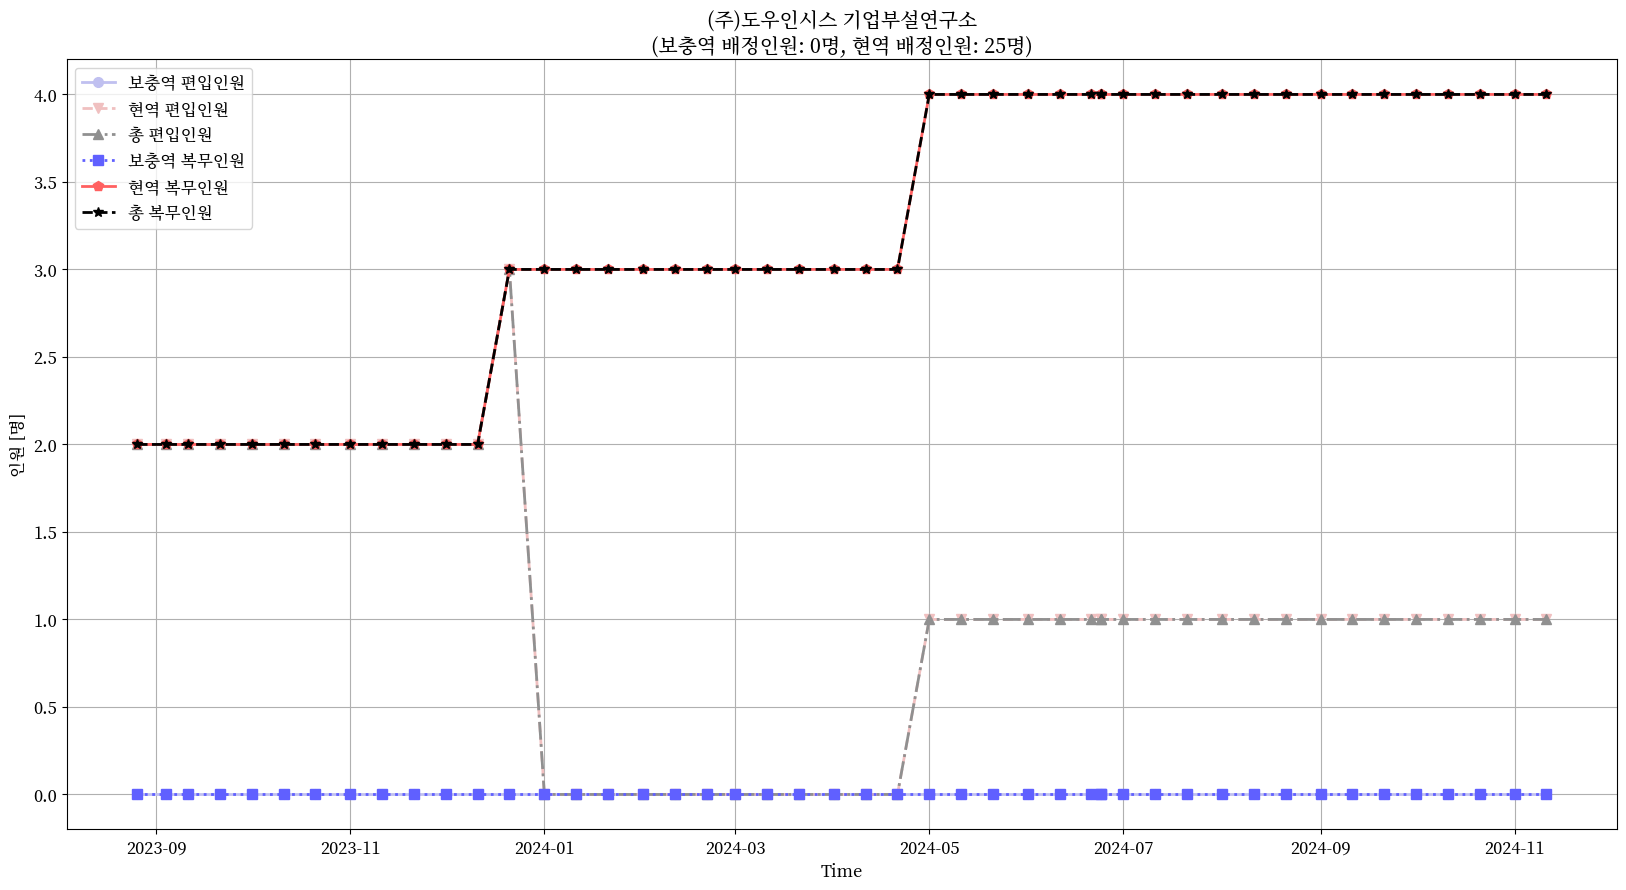 (주)도우인시스 기업부설연구소
(보충역 배정인원: 0명, 현역 배정인원: 25명)
보충역 편입인원
현역 편입인원
총 편입인원
보충역 복무인원
현역 복무인원
총 복무인원
4.0
3.5
3.0
2.5
2.0
1.5
1.0
0.5
0.0
인원 [명]
2023-09 2023-11 2024-01 2024-03 2024-05 2024-07 2024-09 2024-11
Time